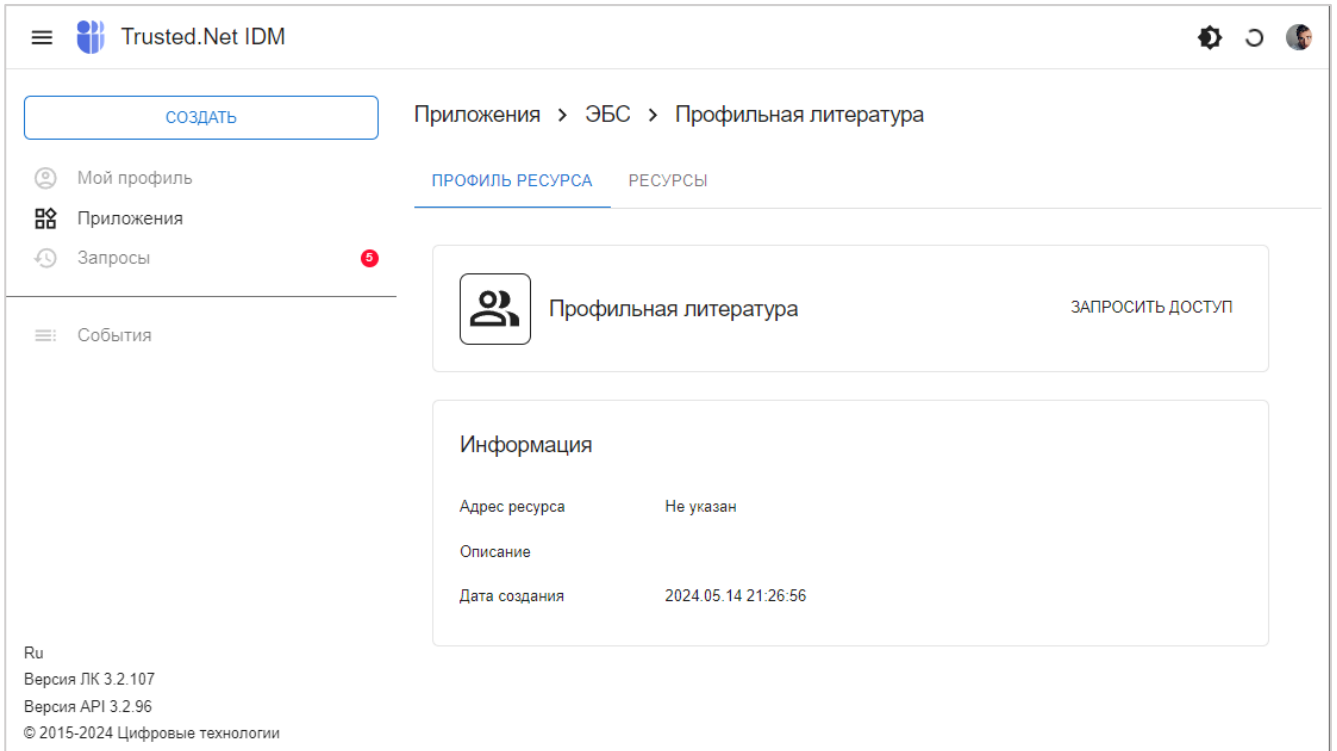 Trusted.Net IDM
СОЗДАТЬ
Мой профиль
Приложения
Запросы 5
События
Ru
Версия ЛК 3.2.107
Версия API 3.2.96
© 2015-2024 Цифровые технологии
Приложения > ЭБС > Профильная литература
ПРОФИЛЬ РЕСУРСА РЕСУРСЫ
Профильная литература ЗАПРОСИТЬ ДОСТУП
Информация
Адрес ресурса Не указан
Описание
Дата создания 2024.05.14 21:26:56